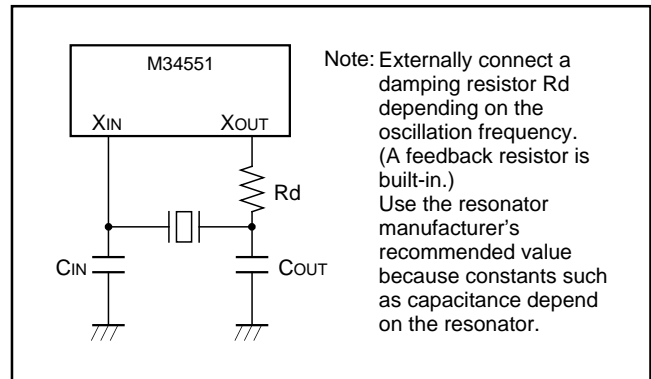 M34551
XIN
XOUT
Rd
CIN
COUT
Note: Externally connect a
damping resistor Rd
depending on the
oscillation frequency.
(A feedback resistor is
built-in.)
Use the resonator
manufacturer's
recommended value
because constants such
as capacitance depend
on the resonator.